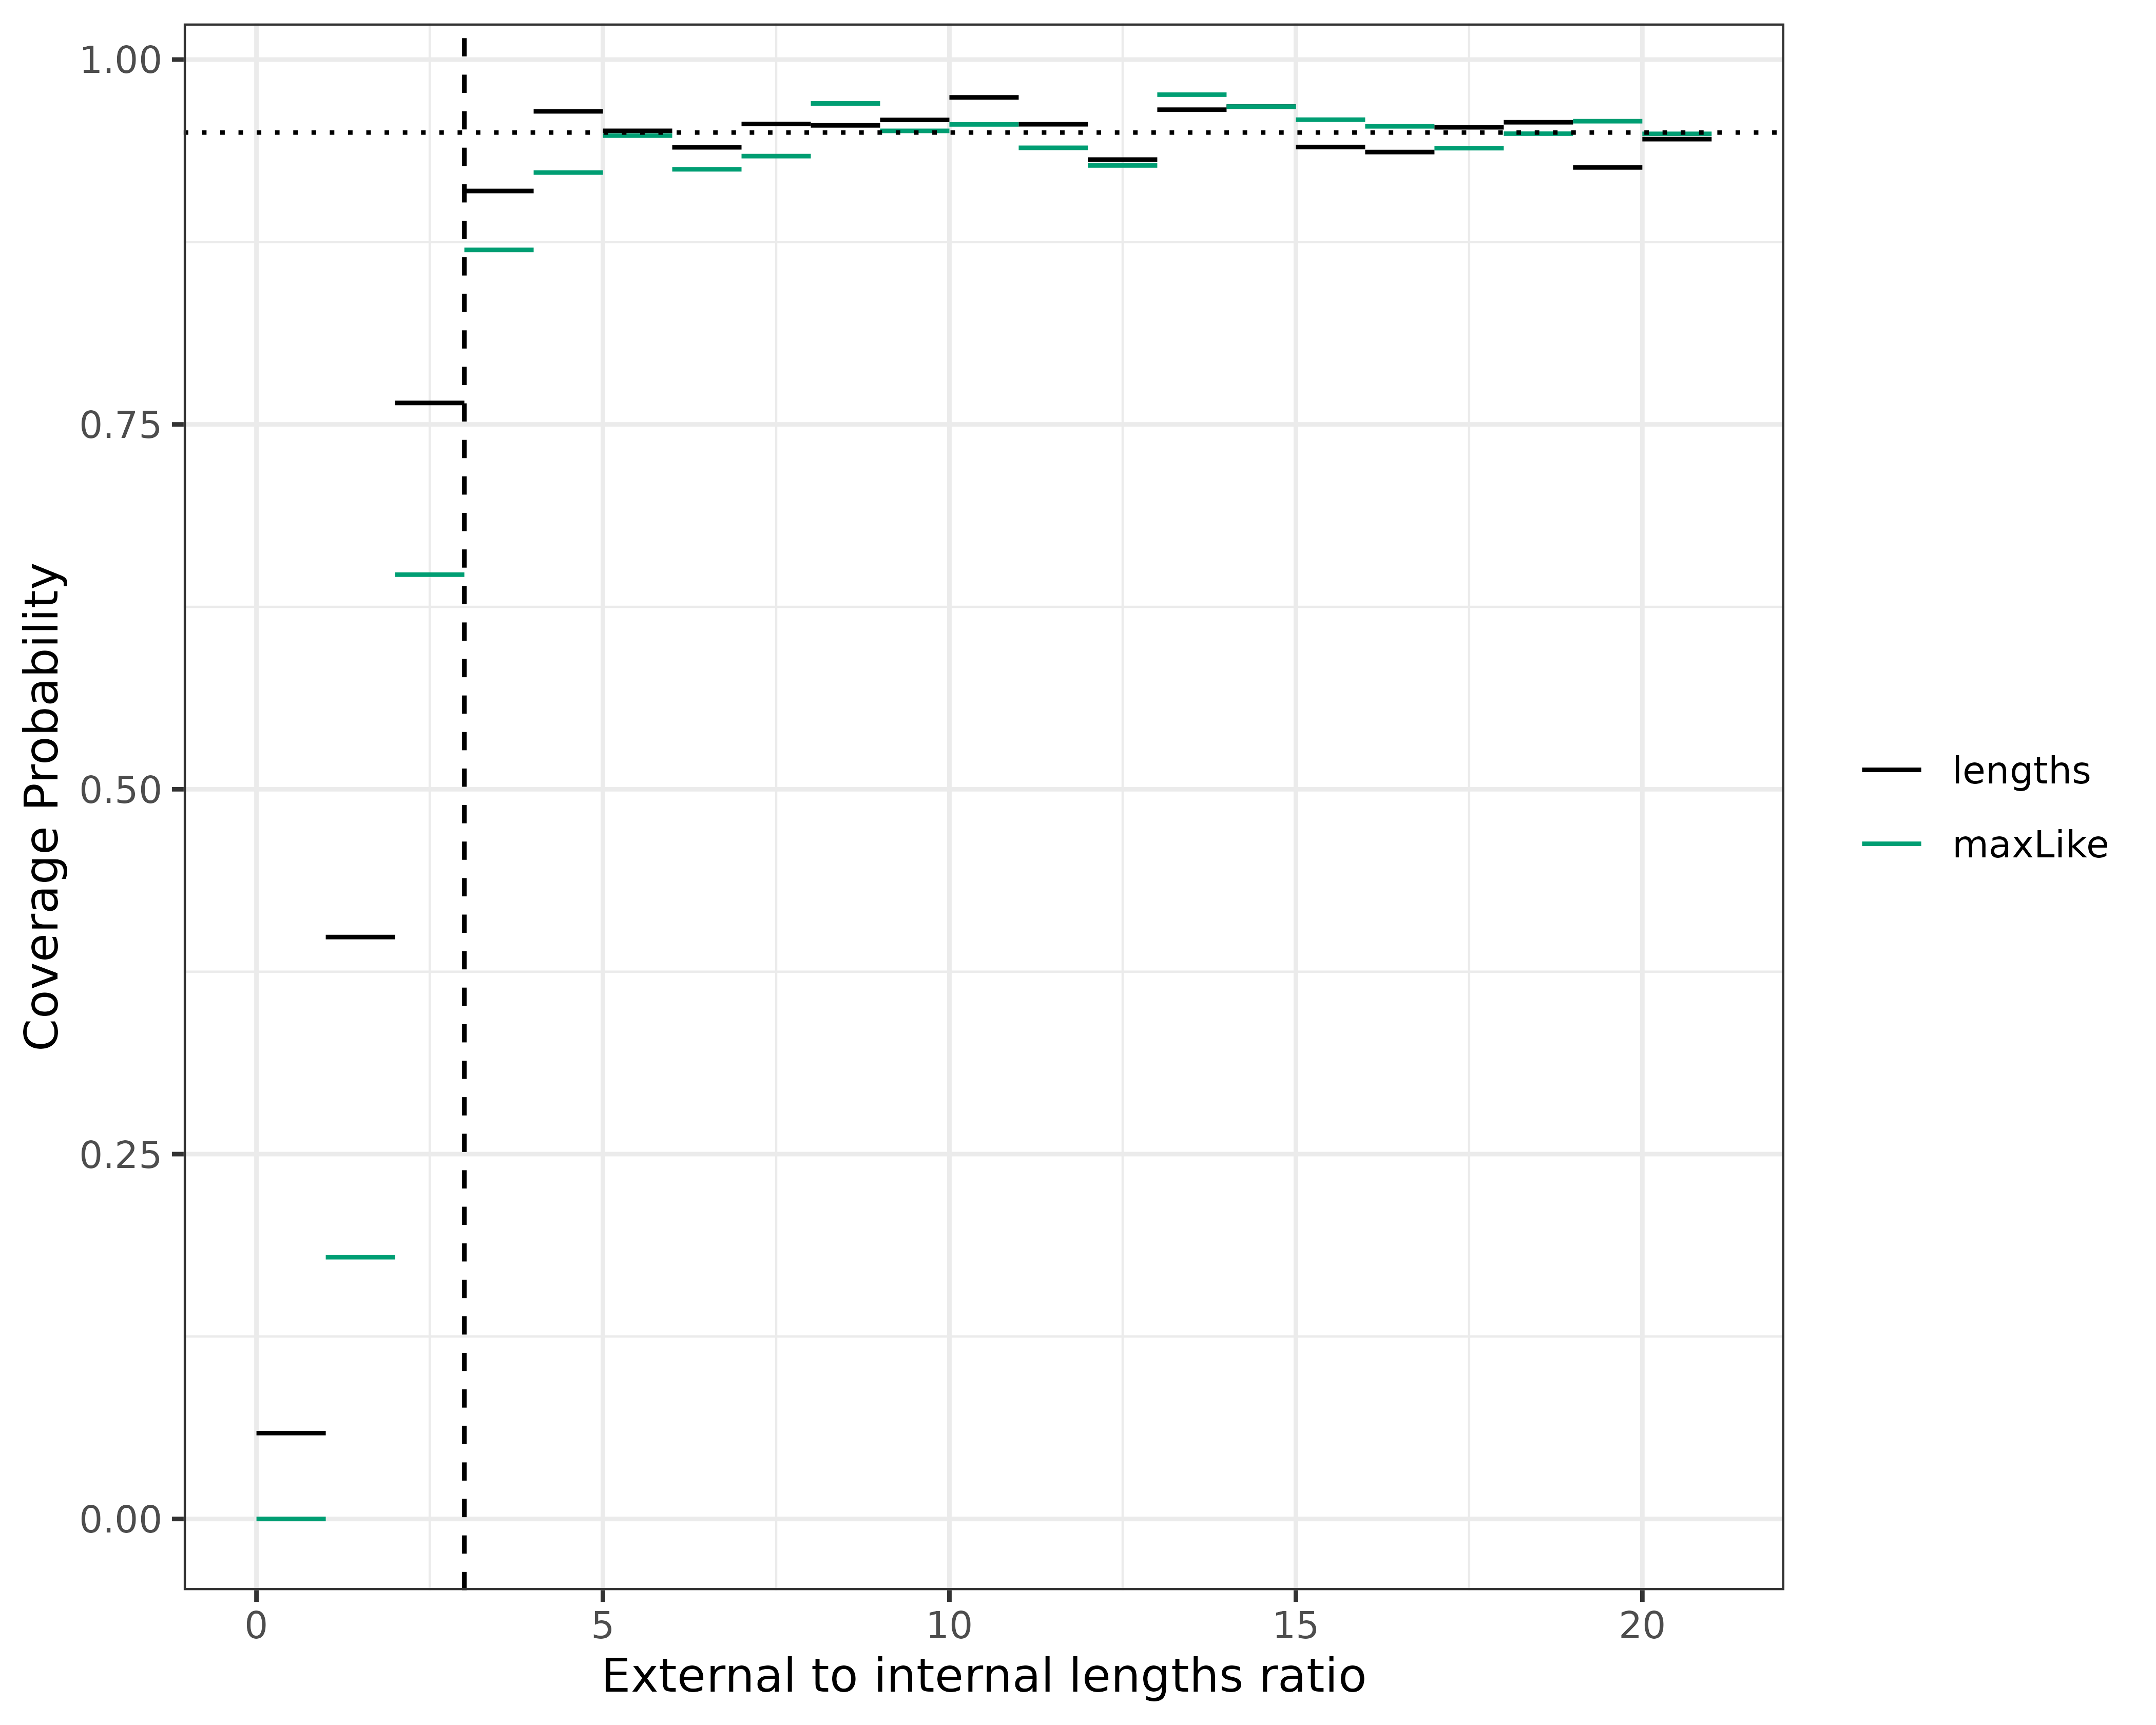 1.00
0.75
0.50
0.25
0.00
Coverage Probability
0
5
10
15
20
External to internal lengths ratio
lengths
maxLike